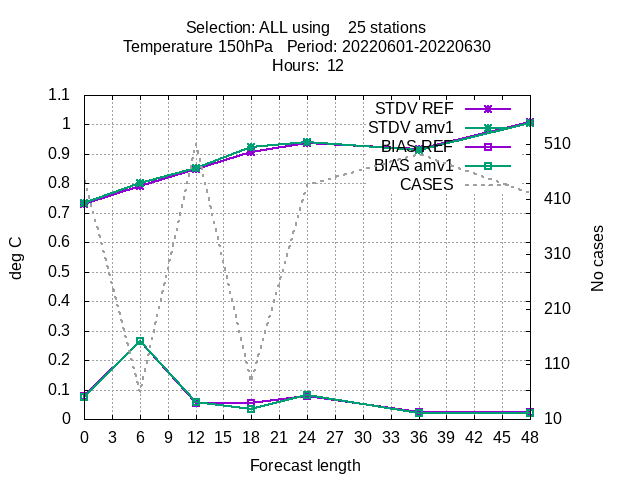 Selection: ALL using 25 stations
Temperature 150hPa Period: 20220601-20220630
Hours: 12
1.1
1
0.9
0.8
0.7
0.6
0.5
0.4
0.3
0.2
0.1
0
deg C
STDV REF
STDV amv1
BIAS REF
BIAS amv1
CASES
510
410
310
210
110
10
No cases
0 3 6 9 12 15 18 21 24 27 30 33 36 39 42 45 48
Forecast length